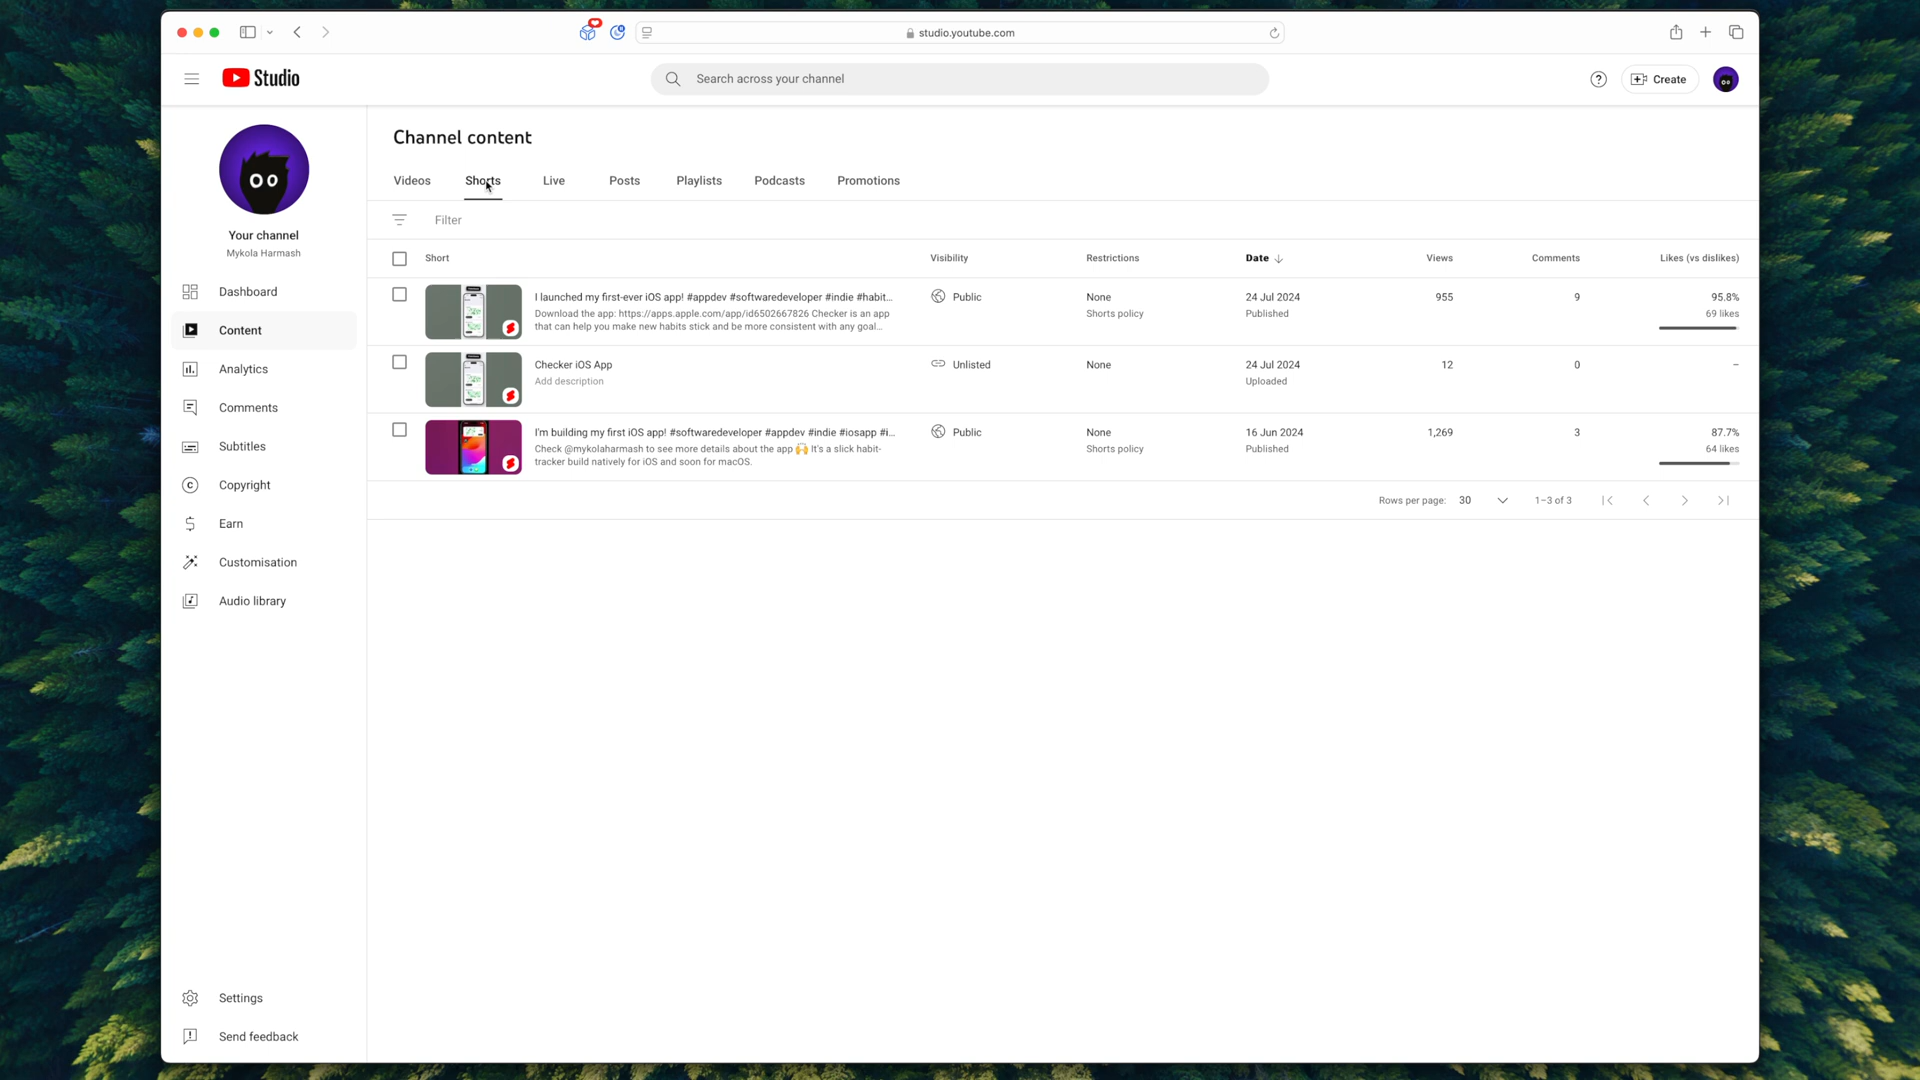 studio.youtube.com
Studio
Search across your channel
Create
Your channel
Mykola Harmash
Dashboard
Content
Analytics
Comments
Subtitles
Copyright
Earn
Customisation
Audio library
Settings
Send feedback
Channel content
Videos Shorts Live Posts Playlists Podcasts Promotions
Filter
Short Visibility Restrictions Date Views Comments Likes (vs dislikes)
I launched my first-ever iOS app! #appdev #softwaredeveloper #indie #habit... Public None 24 Jul 2024 955 9 95.8%
Download the app: https://apps.apple.com/app/id6502667826 Checker is an app Shorts policy Published 69 likes
that can help you make new habits stick and be more consistent with any goal...
Checker iOS App Unlisted None 24 Jul 2024 12 0 –
Add description Uploaded
I'm building my first iOS app! #softwaredeveloper #appdev #indie #iosapp #i... Public None 16 Jun 2024 1,269 3 87.7%
Check @mykolaharmash to see more details about the app 🙌 It's a slick habit- Shorts policy Published 64 likes
tracker build natively for iOS and soon for macOS.
Rows per page: 30 1–3 of 3